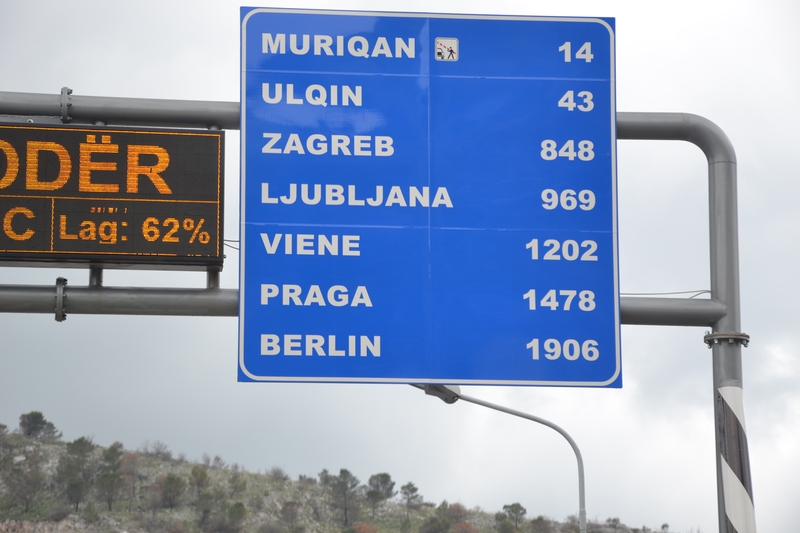 MURIQAN 14
ULQIN 43
ZAGREB 848
LJUBLJANA 969
VIENE 1202
PRAGA 1478
BERLIN 1906
ODËR
C Lag: 62%